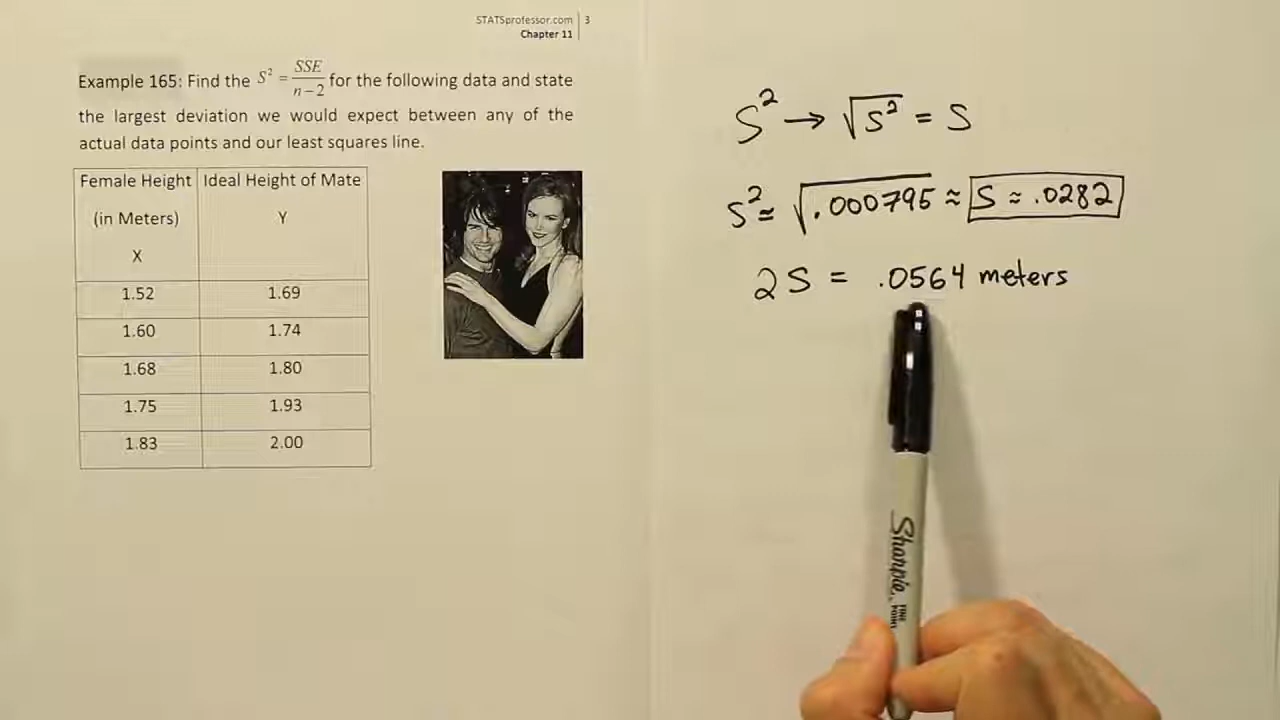 STATSprofessor.com | 3
Chapter 11
Example 165: Find the S² = SSE/n−2 for the following data and state
the largest deviation we would expect between any of the
actual data points and our least squares line.
Female Height (in Meters) X | Ideal Height of Mate Y
1.52 | 1.69
1.60 | 1.74
1.68 | 1.80
1.75 | 1.93
1.83 | 2.00
S² → √S² = S
S² ≈ √.000795 ≈ S ≈ .0282
2S = .0564 meters
Sharpie
FINE POINT